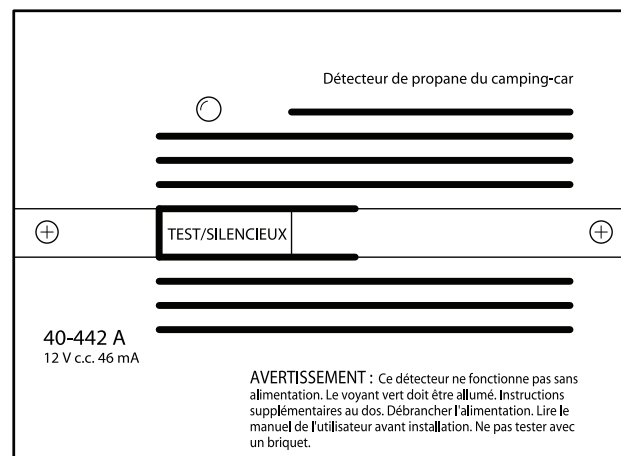 Détecteur de propane du camping-car
TEST/SILENCIEUX
40-442 A
12 V c.c. 46 mA
AVERTISSEMENT : Ce détecteur ne fonctionne pas sans
alimentation. Le voyant vert doit être allumé. Instructions
supplémentaires au dos. Débrancher l'alimentation. Lire le
manuel de l'utilisateur avant installation. Ne pas tester avec
un briquet.